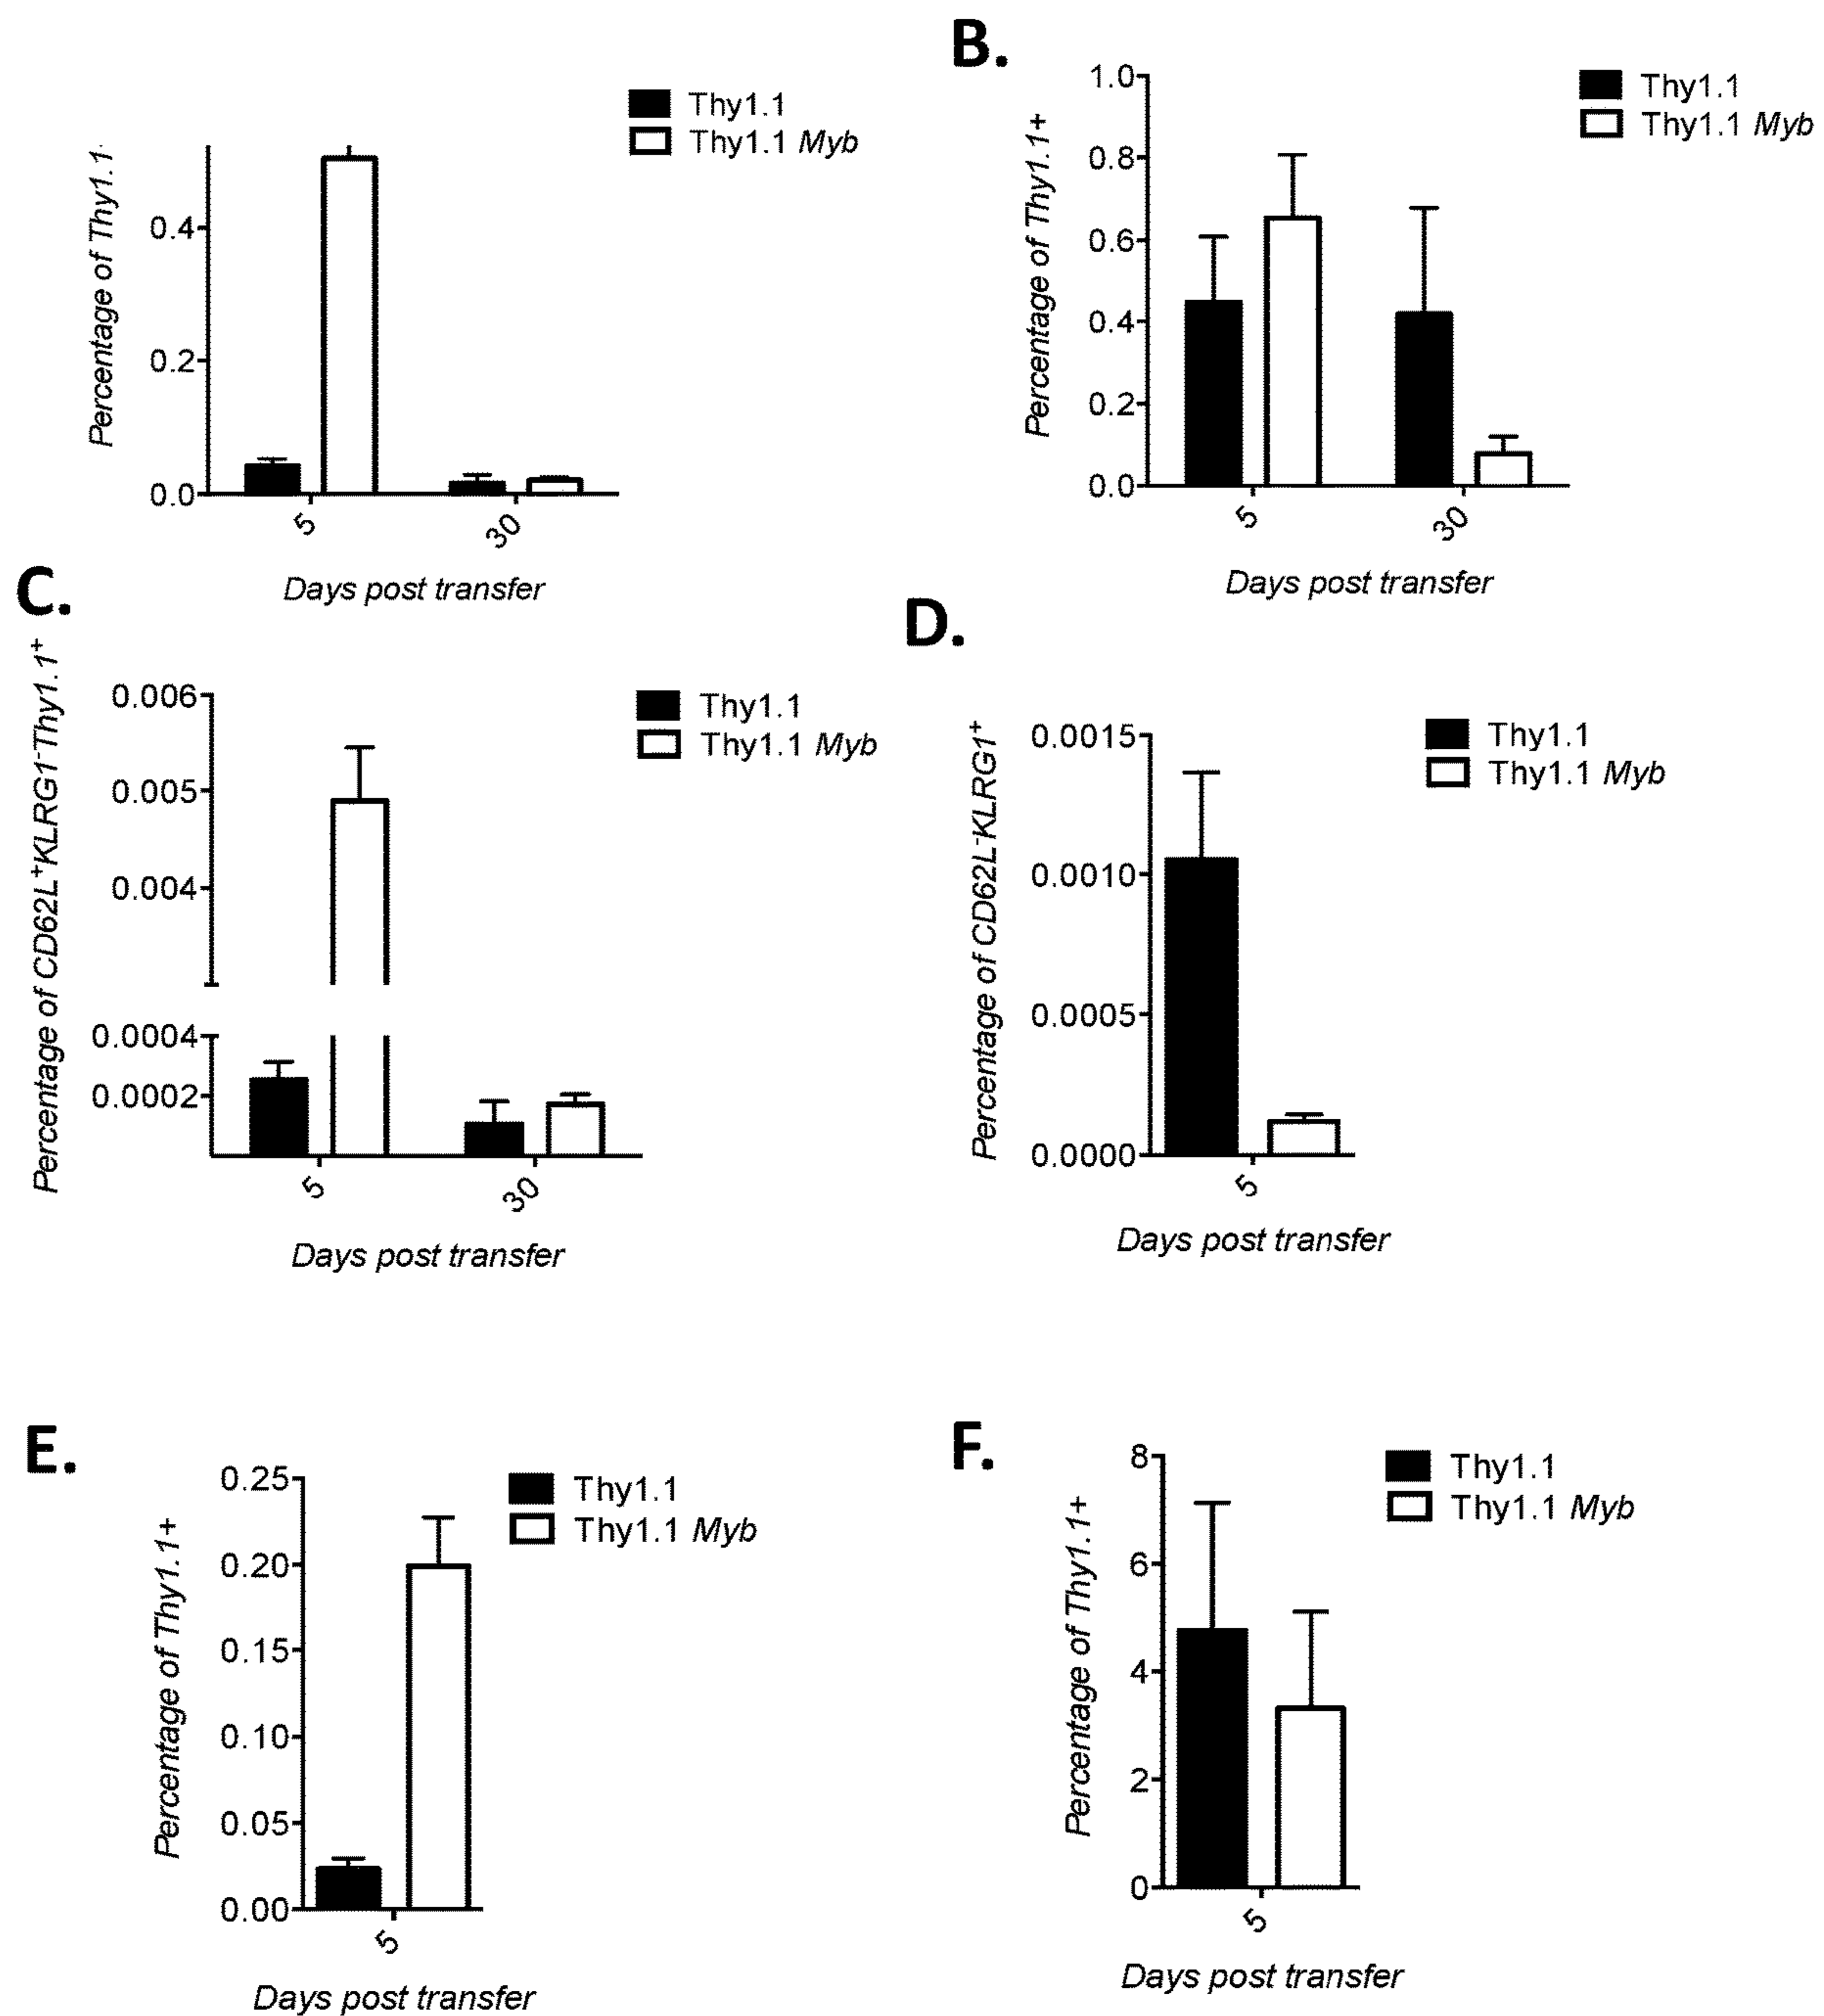 Thy1.1
Thy1.1 Myb
Percentage of Thy1.1
0.4
0.2
0.0
5
30
Days post transfer
B.
Thy1.1
Thy1.1 Myb
Percentage of Thy1.1+
1.0
0.8
0.6
0.4
0.2
0.0
5
30
Days post transfer
C.
Thy1.1
Thy1.1 Myb
Percentage of CD62L⁺KLRG1⁻Thy1.1⁺
0.006
0.005
0.004
0.0004
0.0002
5
30
Days post transfer
D.
Thy1.1
Thy1.1 Myb
Percentage of CD62L⁻KLRG1⁺
0.0015
0.0010
0.0005
0.0000
5
Days post transfer
E.
Thy1.1
Thy1.1 Myb
Percentage of Thy1.1+
0.25
0.20
0.15
0.10
0.05
0.00
5
Days post transfer
F.
Thy1.1
Thy1.1 Myb
Percentage of Thy1.1+
8
6
4
2
0
5
Days post transfer